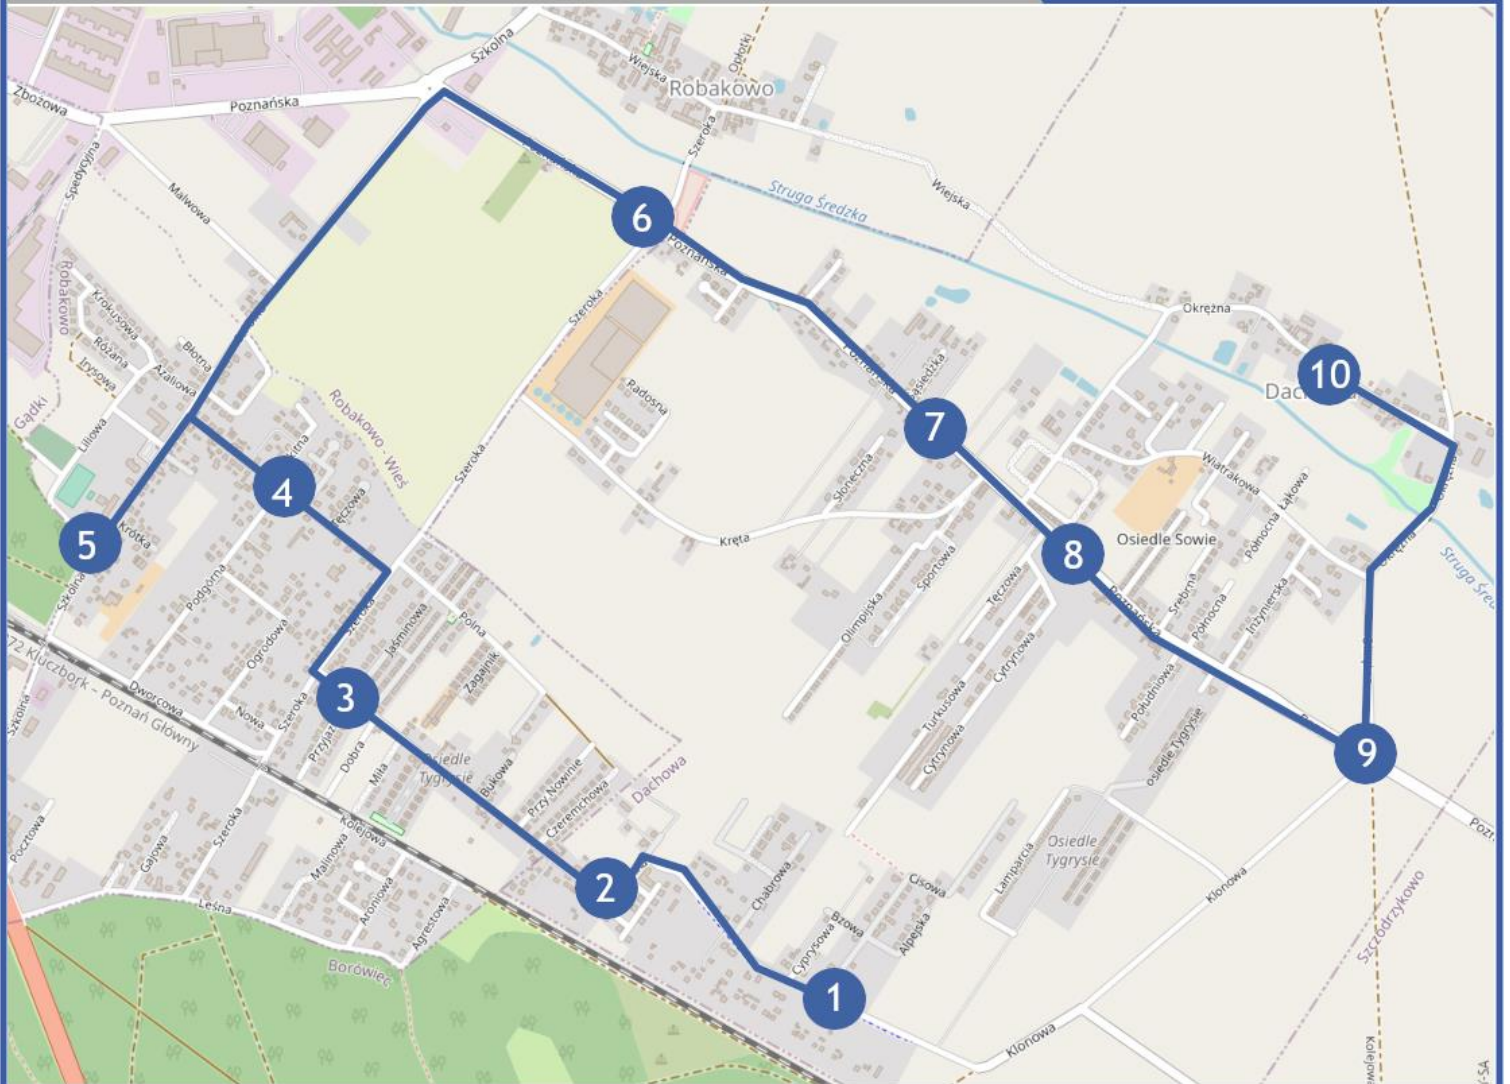 Szkolna
Wiejska
Opłotki
Robakowo
Zbożowa
Poznańska
Szeroka
Spedycyjna
Malwowa
Wiejska
Struga Średzka
6
Poznańska
Robakowo
Krokusowa
Różana
Irysowa
Błotna
Azaliowa
Szeroka
Okrężna
10
Radosna
Gądki
Liliowa
Robakowo - Wieś
7
Szeroka
Słoneczna
Wiatrakowa
Północna
Łąkowa
4
Tęczowa
5
Krótka
Kręta
8
Osiedle Sowie
Okrężna
Struga
Szkolna
Podgórna
Ogrodowa
Szeroka
Jaśminowa
Polna
Zagajnik
Olimpijska
Sportowa
Tęczowa
Cytrynowa
Poznańska
Srebrna
Północna
Inżynierska
3
Szkolna
Kluczbork - Poznań Główny
Dworcowa
Nowa
Szeroka
Dobra
Miła
Osiedle
Tygrysie
Bukowa
Przy Nowinie
Czeremchowa
Dachowa
Turkusowa
Cytrynowa
Południowa
osiedle Tygrysie
9
Pocztowa
Gajowa
Szeroka
Malinowa
Kolejowa
Aroniowa
Agrestowa
Leśna
2
Chabrowa
Cisowa
Bzowa
Cyprysowa
Alpejska
Lamparcia
Osiedle
Tygrysie
Klonowa
Szczodrzykowo
Borówiec
1
Klonowa